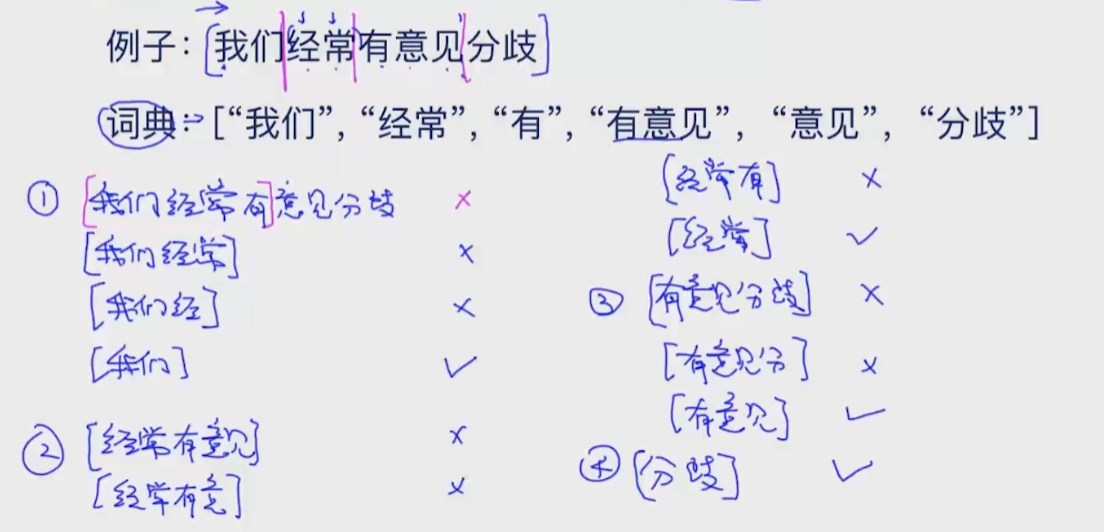 例子：[我们经常有意见分歧]
词典：[“我们”, “经常”, “有”, “有意见”, “意见”, “分歧”]
① [我们经常有]意见分歧 ×
[我们经常] ×
[我们经] ×
[我们] ✓
② [经常有意见] ×
[经常有意] ×
[经常有] ×
[经常] ✓
③ [有意见分歧] ×
[有意见分] ×
[有意见] ✓
④ [分歧] ✓